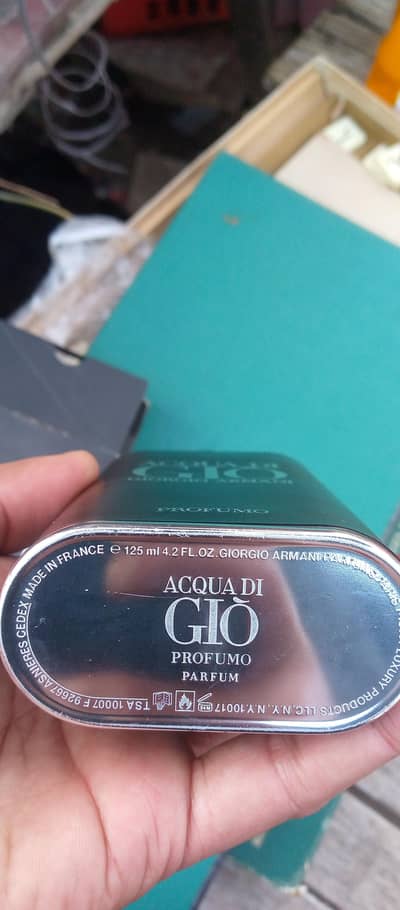 ACQUA DI
GIÒ
GIORGIO ARMANI
PROFUMO
MADE IN FRANCE ℮ 125 ml 4.2 FL.OZ. GIORGIO ARMANI
LUXURY PRODUCTS LLC, N.Y., N.Y. 10017
TSA 10007 F 92667 ASNIERES CEDEX
ACQUA DI
GIÒ
PROFUMO
PARFUM